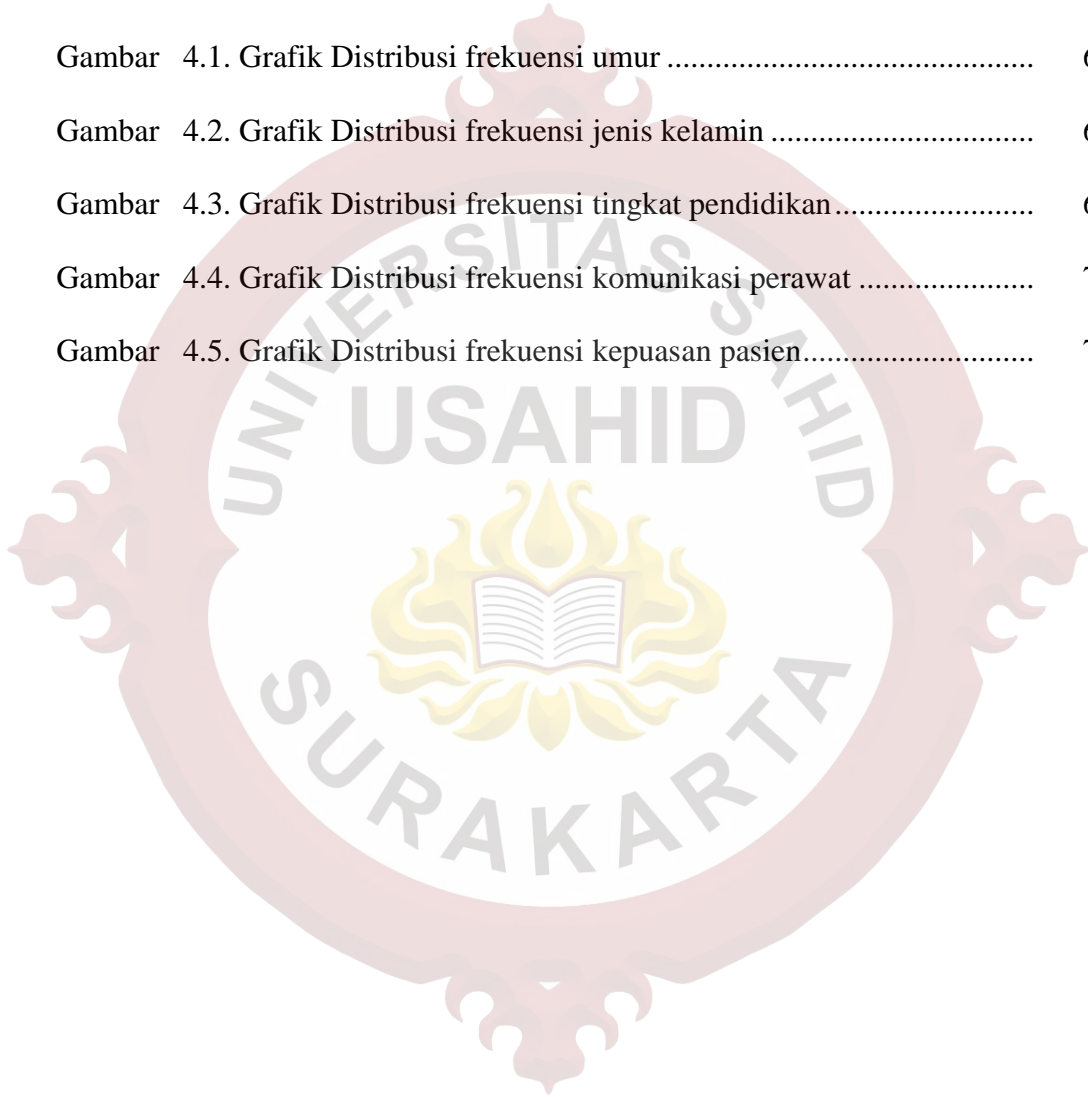 Gambar 4.1. Grafik Distribusi frekuensi umur ..............................................
Gambar 4.2. Grafik Distribusi frekuensi jenis kelamin .................................
Gambar 4.3. Grafik Distribusi frekuensi tingkat pendidikan.........................
Gambar 4.4. Grafik Distribusi frekuensi komunikasi perawat ......................
Gambar 4.5. Grafik Distribusi frekuensi kepuasan pasien.............................
UNIVERSITAS SAHID
USAHID
SURAKARTA